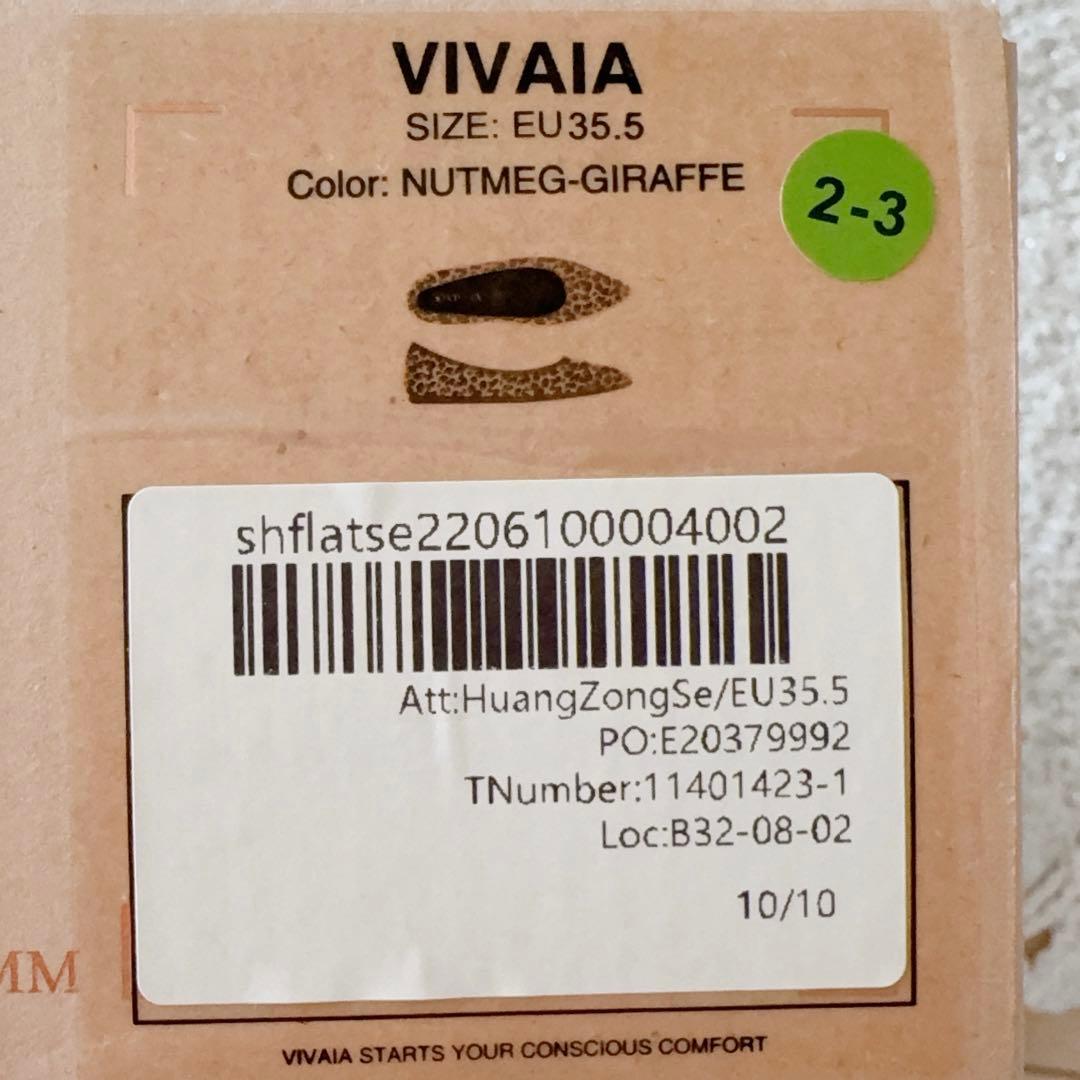 VIVAIA
SIZE: EU35.5
Color: NUTMEG-GIRAFFE
2-3
shflatse2206100004002
Att:HuangZongSe/EU35.5
PO:E20379992
TNumber:11401423-1
Loc:B32-08-02
10/10
MM
VIVAIA STARTS YOUR CONSCIOUS COMFORT